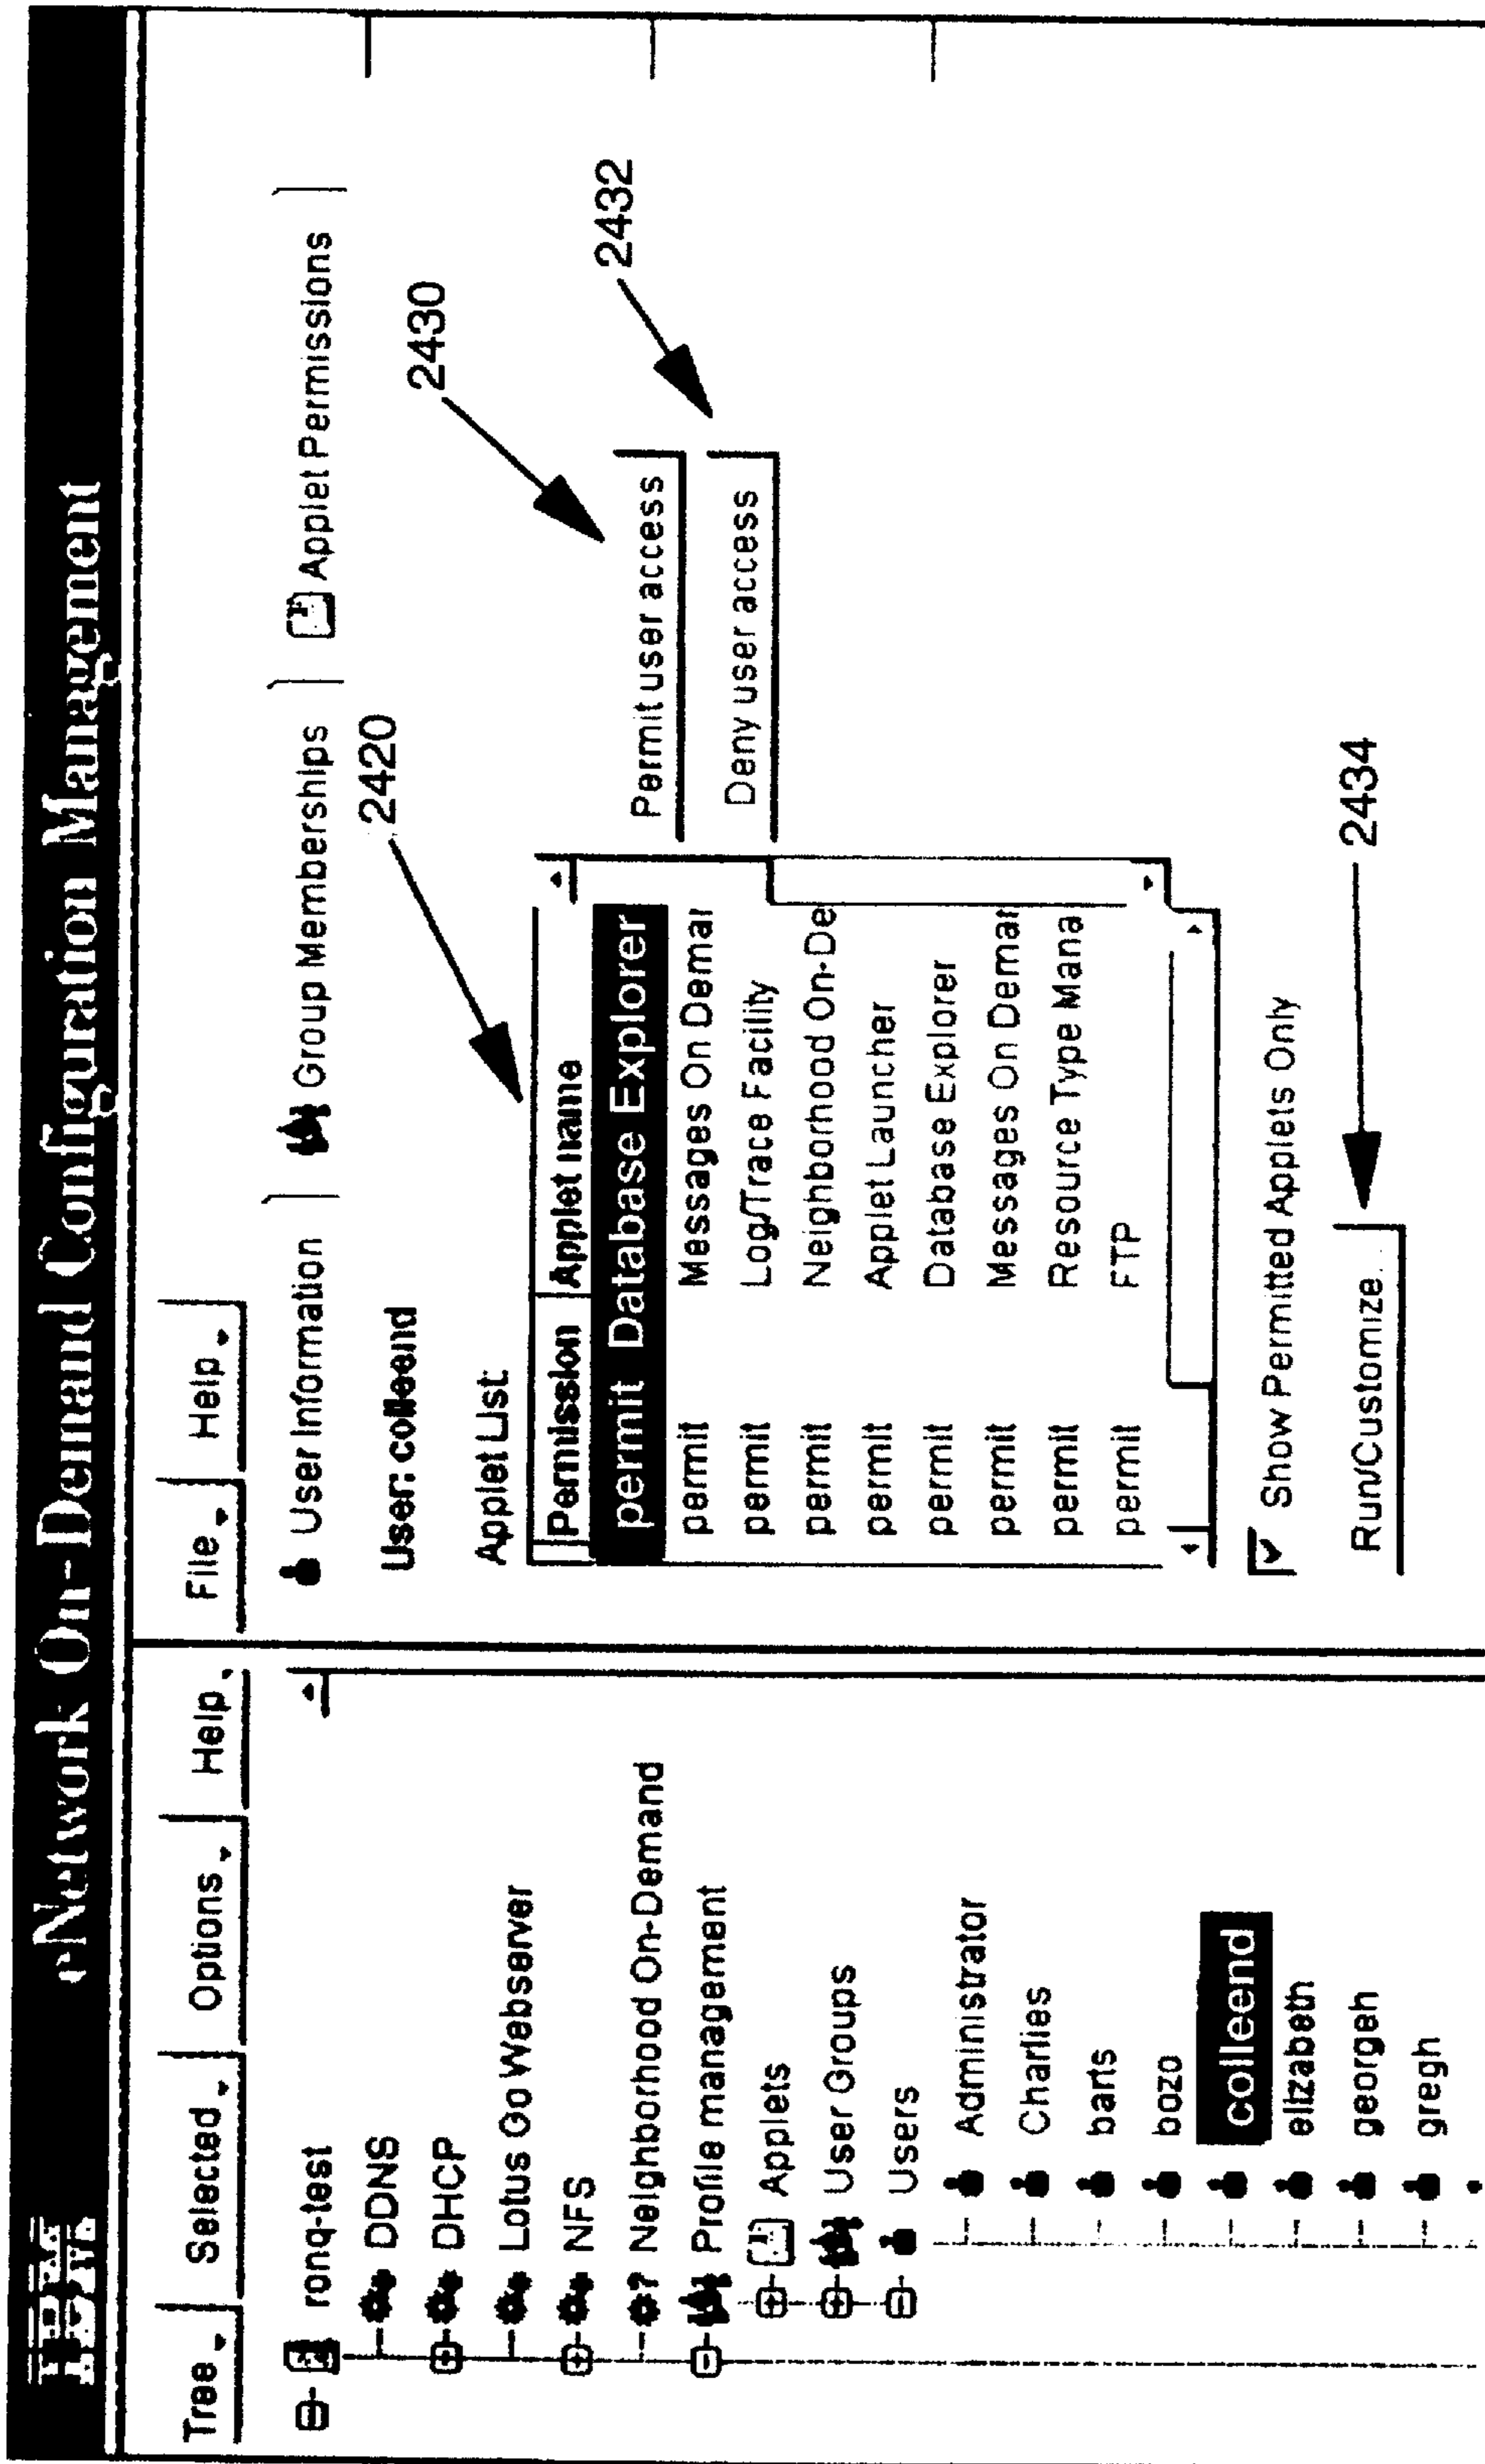 IBM eNetwork On-Demand Configuration Management
Tree Selected Options Help
ronq-test
DDNS
DHCP
Lotus Go Webserver
NFS
Neighborhood On-Demand
Profile management
Applets
User Groups
Users
Administrator
Charlies
barts
bozo
colleend
elizabeth
georgeh
gregh
File Help
User Information Group Memberships Applet Permissions
User: colleend
2420
2430
2432
Applet List:
Permission Applet name
permit Database Explorer
permit Messages On Demar
permit Log/Trace Facility
permit Neighborhood On-De
permit Applet Launcher
permit Database Explorer
permit Messages On Demar
permit Resource Type Mana
permit FTP
Permit user access
Deny user access
Show Permitted Applets Only
Run/Customize...
2434